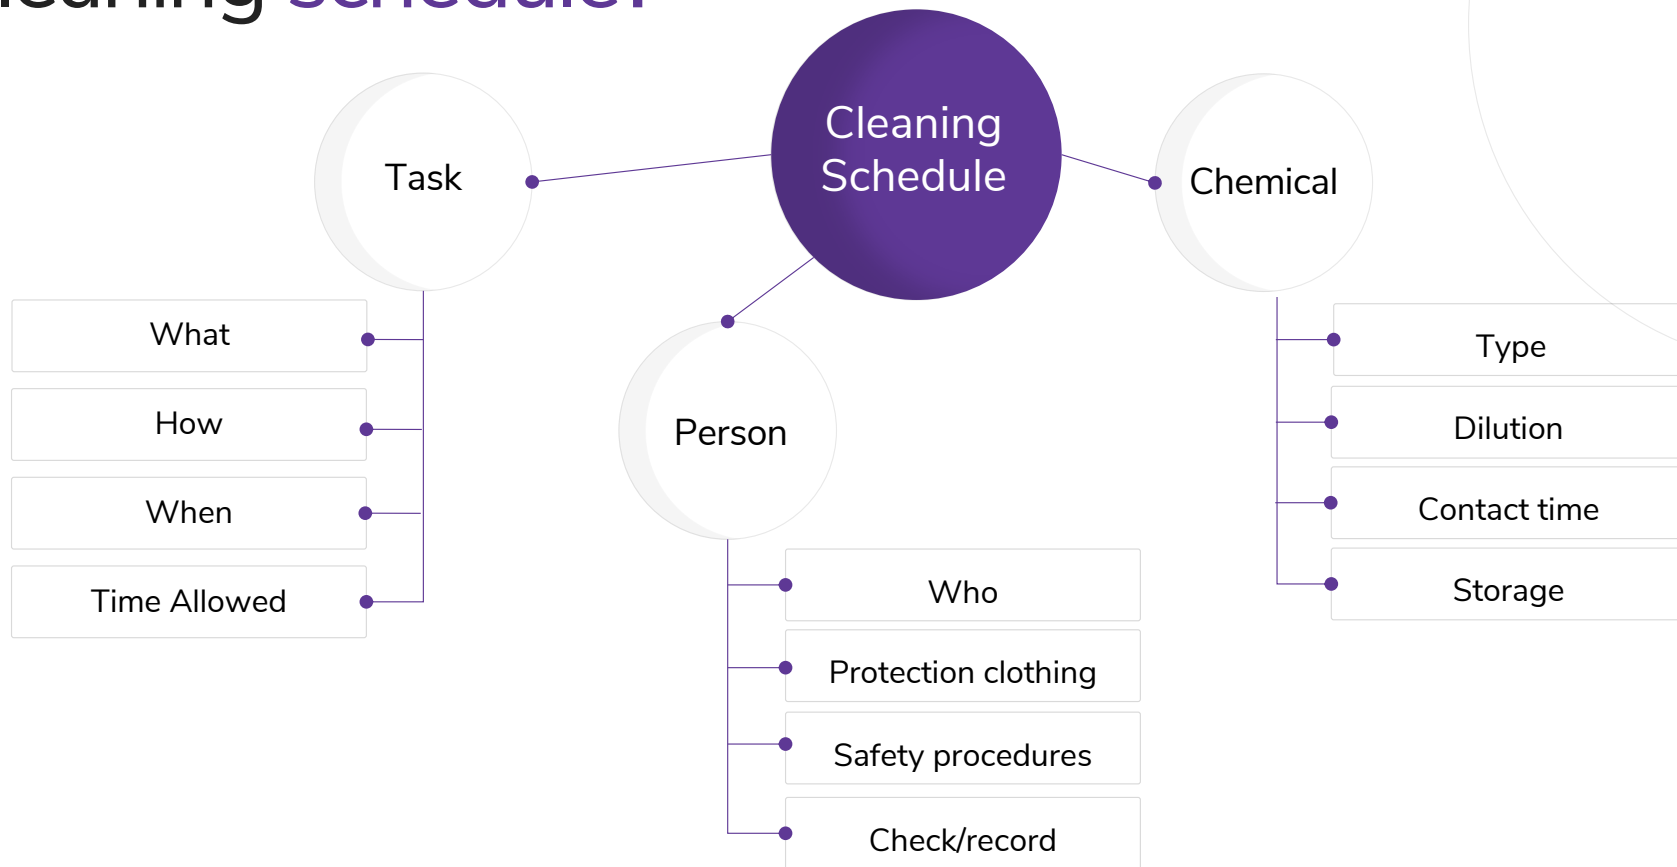 schedule?
Cleaning
Schedule
Task
Chemical
Person
What
How
When
Time Allowed
Who
Protection clothing
Safety procedures
Check/record
Type
Dilution
Contact time
Storage